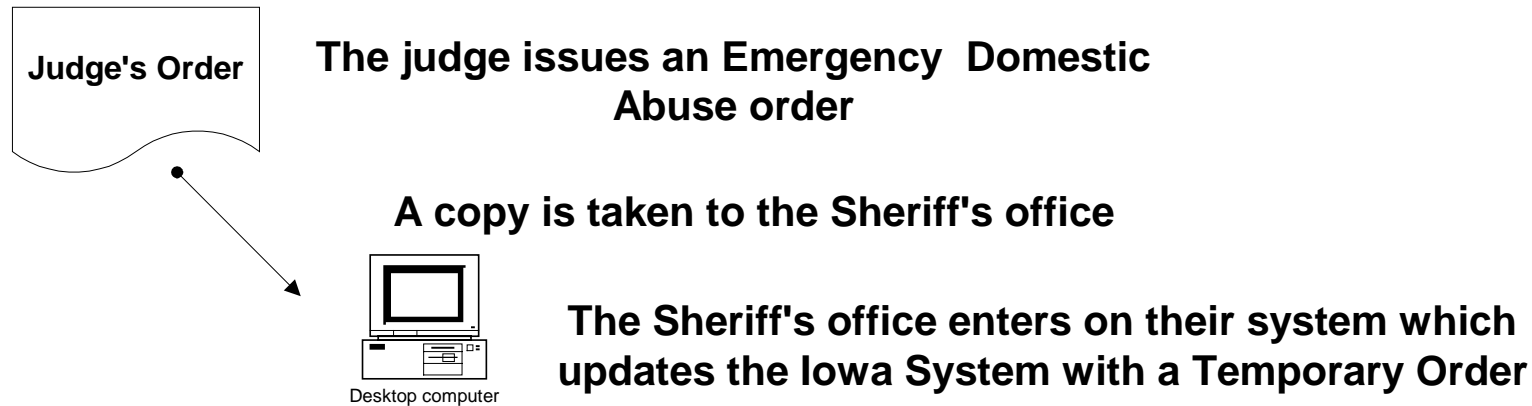 Judge's Order
The judge issues an Emergency Domestic
Abuse order
A copy is taken to the Sheriff's office
The Sheriff's office enters on their system which
updates the Iowa System with a Temporary Order
Desktop computer